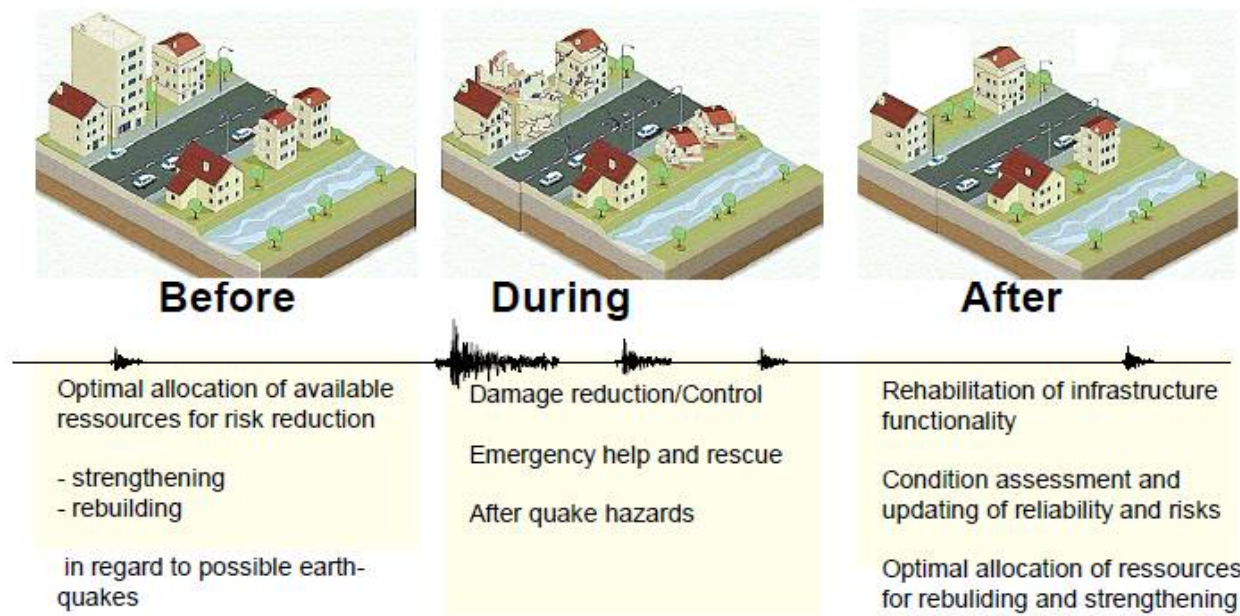 Before
Optimal allocation of available
ressources for risk reduction
- strengthening
- rebuilding
in regard to possible earth-
quakes
During
Damage reduction/Control
Emergency help and rescue
After quake hazards
After
Rehabilitation of infrastructure
functionality
Condition assessment and
updating of reliability and risks
Optimal allocation of ressources
for rebuliding and strengthening